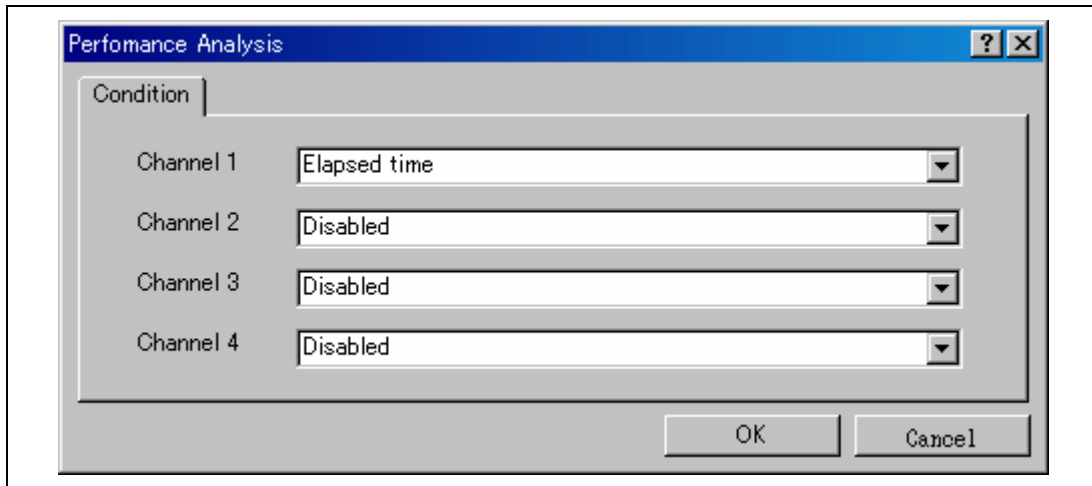 Perfomance Analysis
Condition
Channel 1 Elapsed time
Channel 2 Disabled
Channel 3 Disabled
Channel 4 Disabled
OK Cancel